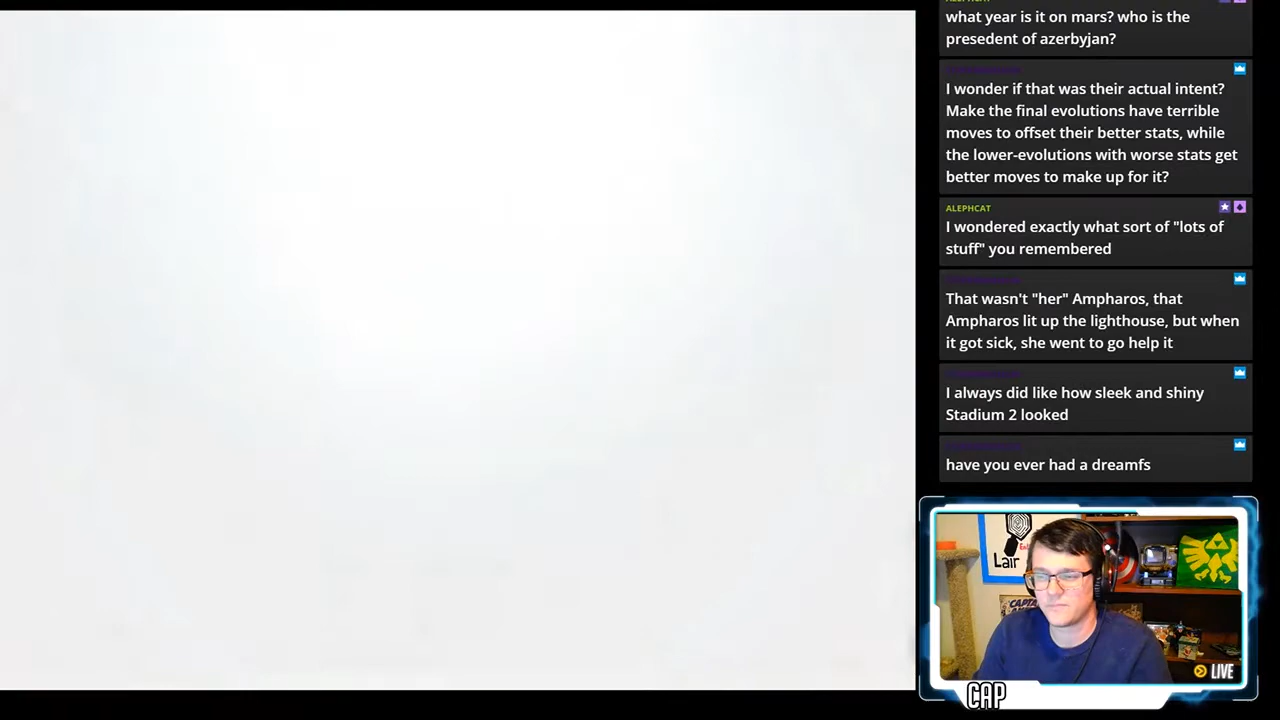 what year is it on mars? who is the
presedent of azerbyjan?
I wonder if that was their actual intent?
Make the final evolutions have terrible
moves to offset their better stats, while
the lower-evolutions with worse stats get
better moves to make up for it?
ALEPHCAT
I wondered exactly what sort of "lots of
stuff" you remembered
That wasn't "her" Ampharos, that
Ampharos lit up the lighthouse, but when
it got sick, she went to go help it
I always did like how sleek and shiny
Stadium 2 looked
have you ever had a dreamfs
Lair
LIVE
CAP